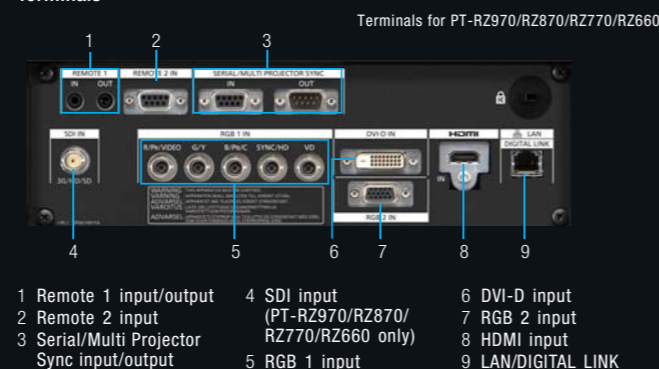 Terminals
Terminals for PT-RZ970/RZ870/RZ770/RZ660
1 2 3
REMOTE 1 REMOTE 2 IN SERIAL/MULTI PROJECTOR SYNC
IN OUT IN OUT
SDI IN RGB 1 IN DVI-D IN HDMI LAN
DIGITAL LINK
R/PR/VIDEO G/Y B/PB/C SYNC/HD VD
IN
3G/HD/SD
WARNING
WARNUNG
ADVARSEL
VAROITUS
ADVARSEL
RGB 2 IN
4 5 6 7 8 9
1 Remote 1 input/output
2 Remote 2 input
3 Serial/Multi Projector
Sync input/output
4 SDI input
(PT-RZ970/RZ870/
RZ770/RZ660 only)
5 RGB 1 input
6 DVI-D input
7 RGB 2 input
8 HDMI input
9 LAN/DIGITAL LINK